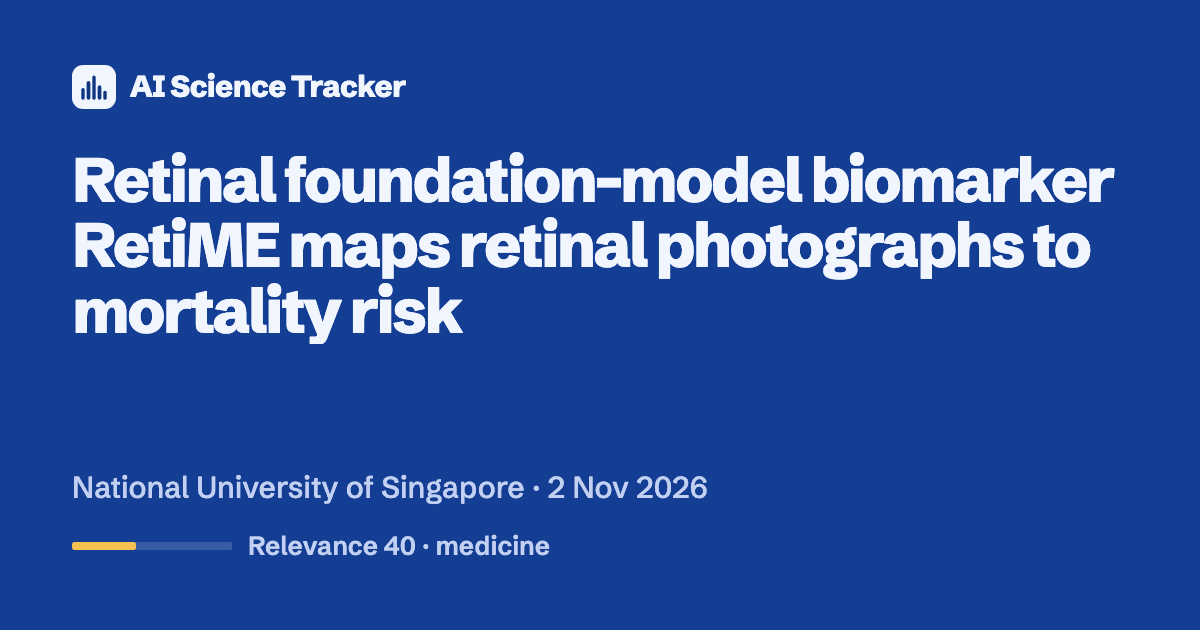 AI Science Tracker
Retinal foundation-model biomarker
RetiME maps retinal photographs to
mortality risk
National University of Singapore · 2 Nov 2026
Relevance 40 · medicine